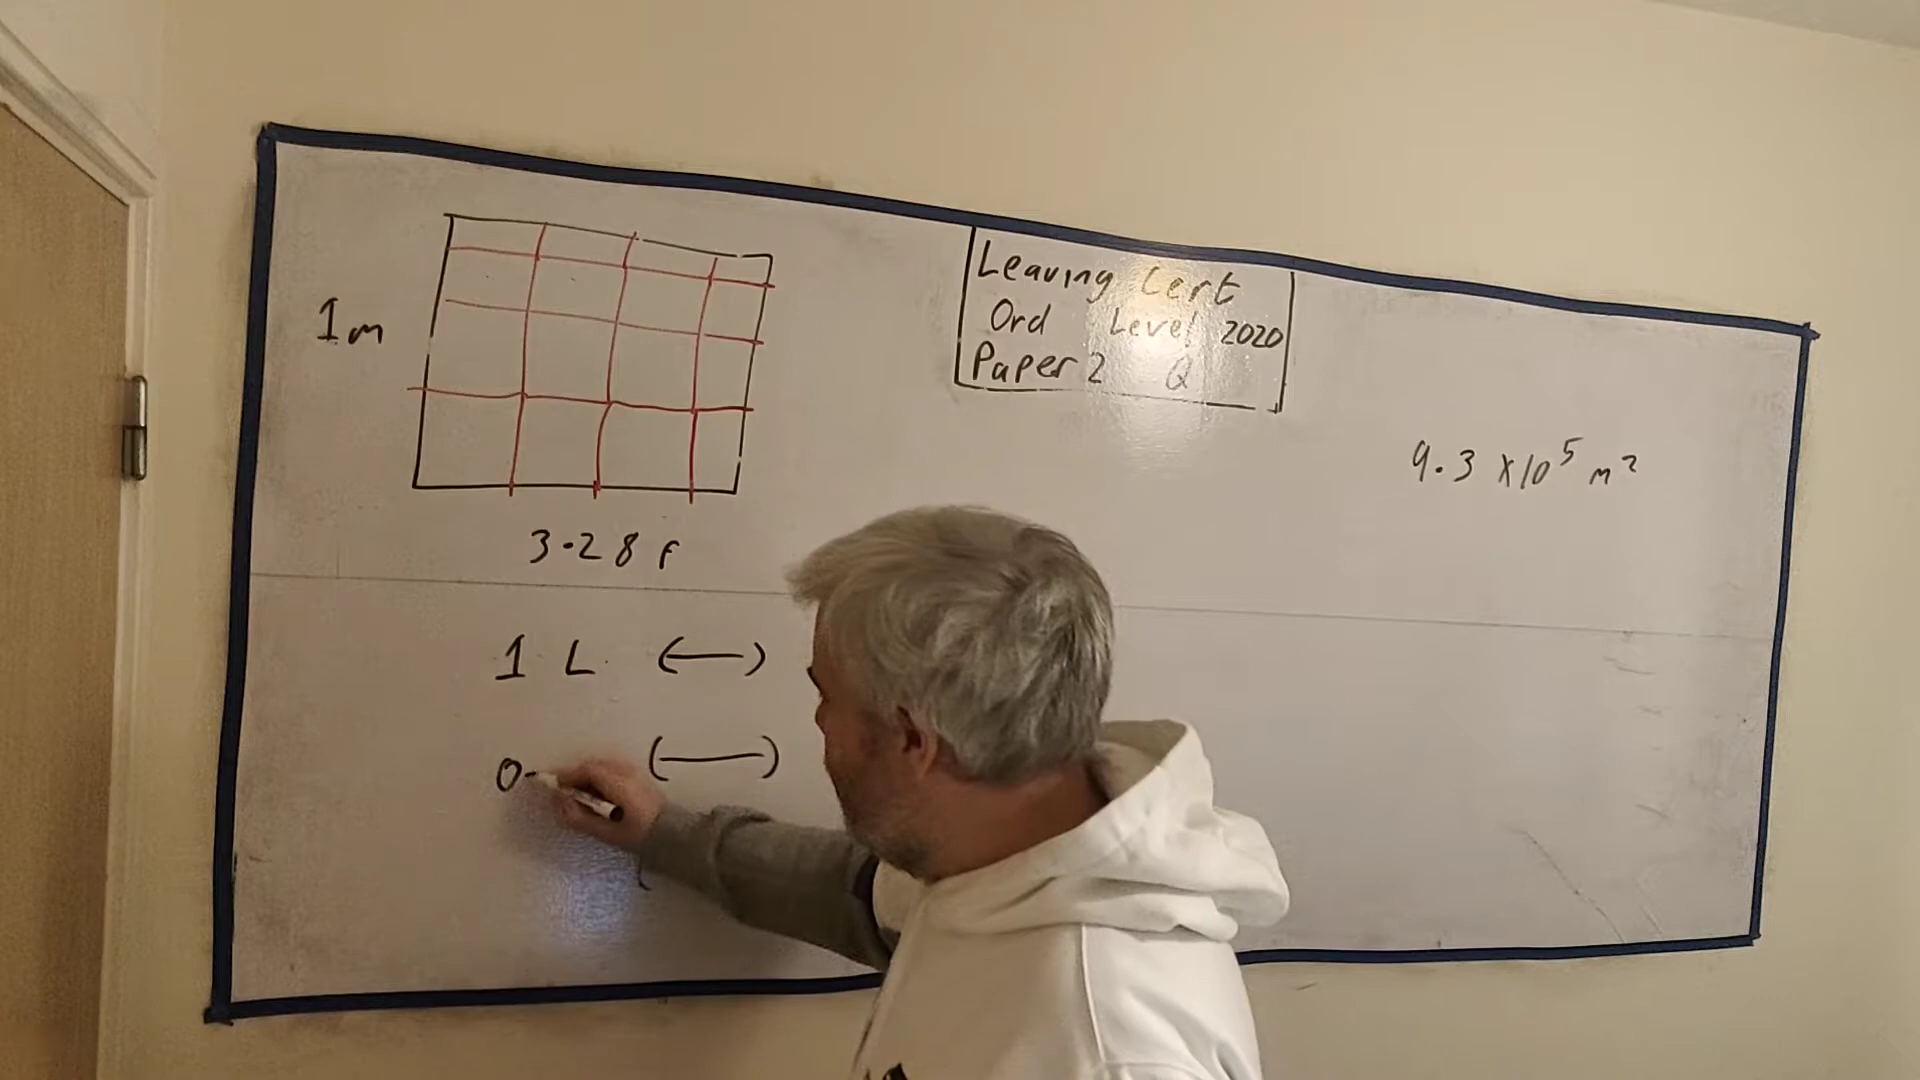 1m
3.28 f
Leaving Cert
Ord Level 2020
Paper 2 Q
9.3 x10⁵ m²
1 L
0.